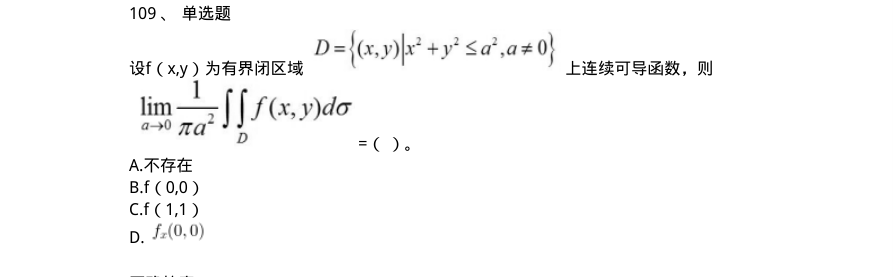 109、 单选题
设f（x,y）为有界闭区域 D={(x,y)|x²+y²≤a²,a≠0} 上连续可导函数，则
lim_{a→0} 1/(πa²) ∬_D f(x,y)dσ =（ ）。
A.不存在
B.f（0,0）
C.f（1,1）
D. fₓ(0,0)